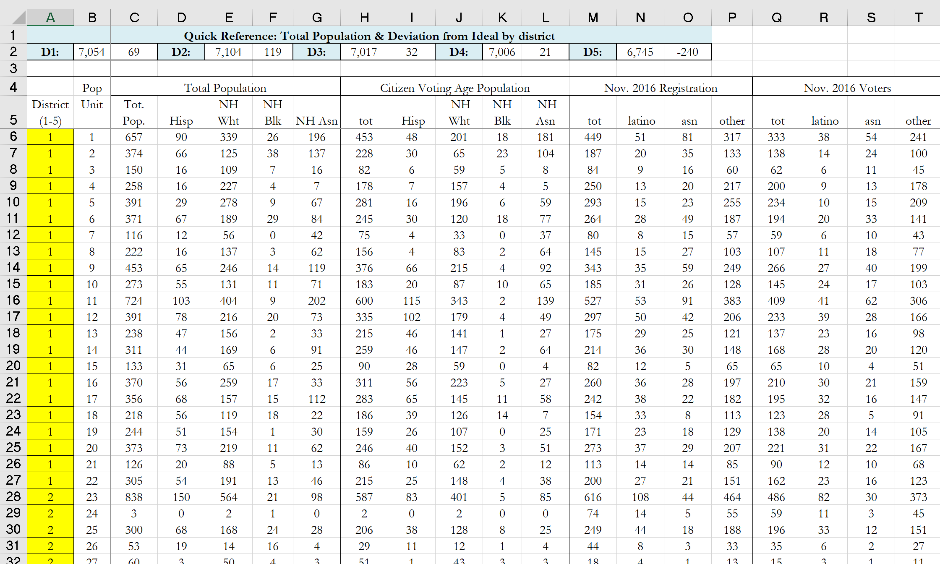 A B C D E F G H I J K L M N O P Q R S T
1 Quick Reference: Total Population & Deviation from Ideal by district
2 D1: 7,054 69 D2: 7,104 119 D3: 7,017 32 D4: 7,006 21 D5: 6,745 -240
3
4 Pop Total Population Citizen Voting Age Population Nov. 2016 Registration Nov. 2016 Voters
District Unit Tot. NH NH NH NH NH
5 (1-5) Pop. Hisp Wht Blk NH Asn tot Hisp Wht Blk Asn tot latino asn other tot latino asn other
6 1 1 657 90 339 26 196 453 48 201 18 181 449 51 81 317 333 38 54 241
7 1 2 374 66 125 38 137 228 30 65 23 104 187 20 35 133 138 14 24 100
8 1 3 150 16 109 7 16 82 6 59 5 8 84 9 16 60 62 6 11 45
9 1 4 258 16 227 4 7 178 7 157 4 5 250 13 20 217 200 9 13 178
10 1 5 391 29 278 9 67 281 16 196 6 59 293 15 23 255 234 10 15 209
11 1 6 371 67 189 29 84 245 30 120 18 77 264 28 49 187 194 20 33 141
12 1 7 116 12 56 0 42 75 4 33 0 37 80 8 15 57 59 6 10 43
13 1 8 222 16 137 3 62 156 4 83 2 64 145 15 27 103 107 11 18 77
14 1 9 453 65 246 14 119 376 66 215 4 92 343 35 59 249 266 27 40 199
15 1 10 273 55 131 11 71 183 20 87 10 65 185 31 26 128 145 24 17 103
16 1 11 724 103 404 9 202 600 115 343 2 139 527 53 91 383 409 41 62 306
17 1 12 391 78 216 20 73 335 102 179 4 49 297 50 42 206 233 39 28 166
18 1 13 238 47 156 2 33 215 46 141 1 27 175 29 25 121 137 23 16 98
19 1 14 311 44 169 6 91 259 46 147 2 64 214 36 30 148 168 28 20 120
20 1 15 133 31 65 6 25 90 28 59 0 4 82 12 5 65 65 10 4 51
21 1 16 370 56 259 17 33 311 56 223 5 27 260 36 28 197 210 30 21 159
22 1 17 356 68 157 15 112 283 65 145 11 58 242 38 22 182 195 32 16 147
23 1 18 218 56 119 18 22 186 39 126 14 7 154 33 8 113 123 28 5 91
24 1 19 244 51 154 1 30 159 26 107 0 25 171 23 18 129 138 20 14 105
25 1 20 373 73 219 11 62 246 40 152 3 51 273 37 29 207 221 31 22 167
26 1 21 126 20 88 5 13 86 10 62 2 12 113 14 14 85 90 12 10 68
27 1 22 305 54 191 13 46 215 25 148 4 38 200 27 21 151 162 23 16 123
28 2 23 838 150 564 21 98 587 83 401 5 85 616 108 44 464 486 82 30 373
29 2 24 3 0 2 1 0 2 0 2 0 0 74 14 5 55 59 11 3 45
30 2 25 300 68 168 24 28 206 38 128 8 25 249 44 18 188 196 33 12 151
31 2 26 53 19 14 16 4 29 11 12 1 4 44 8 3 33 35 6 2 27
32 2 27 60 3 50 4 3 51 1 43 3 3 18 4 1 13 15 3 1 11